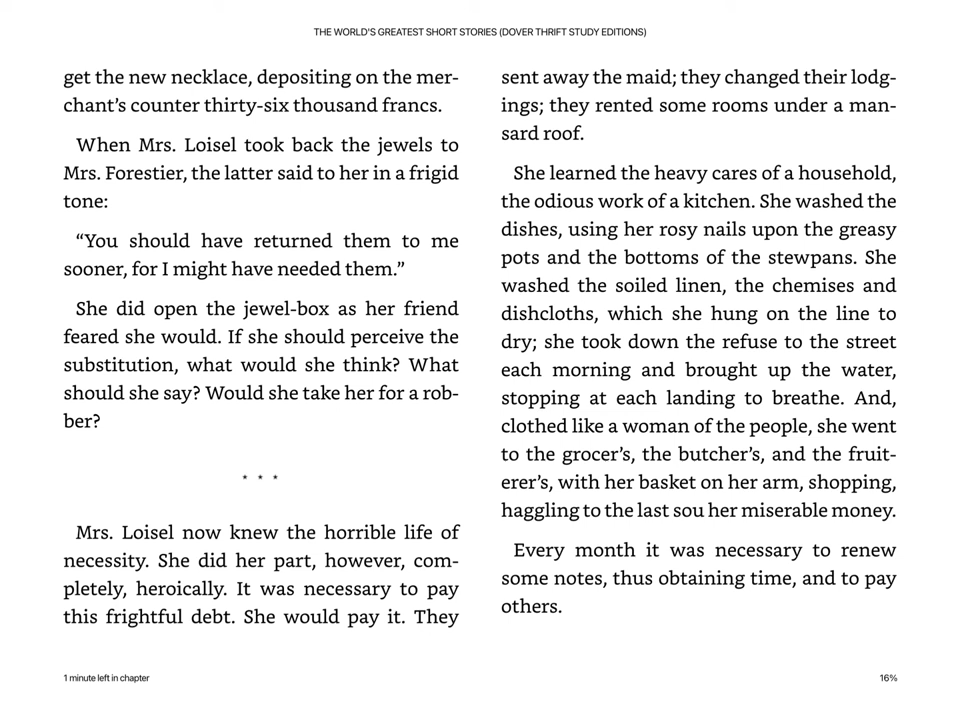 THE WORLD'S GREATEST SHORT STORIES (DOVER THRIFT STUDY EDITIONS)
get the new necklace, depositing on the mer-
chant’s counter thirty-six thousand francs.
When Mrs. Loisel took back the jewels to
Mrs. Forestier, the latter said to her in a frigid
tone:
“You should have returned them to me
sooner, for I might have needed them.”
She did open the jewel-box as her friend
feared she would. If she should perceive the
substitution, what would she think? What
should she say? Would she take her for a rob-
ber?
* * *
Mrs. Loisel now knew the horrible life of
necessity. She did her part, however, com-
pletely, heroically. It was necessary to pay
this frightful debt. She would pay it. They
sent away the maid; they changed their lodg-
ings; they rented some rooms under a man-
sard roof.
She learned the heavy cares of a household,
the odious work of a kitchen. She washed the
dishes, using her rosy nails upon the greasy
pots and the bottoms of the stewpans. She
washed the soiled linen, the chemises and
dishcloths, which she hung on the line to
dry; she took down the refuse to the street
each morning and brought up the water,
stopping at each landing to breathe. And,
clothed like a woman of the people, she went
to the grocer’s, the butcher’s, and the fruit-
erer’s, with her basket on her arm, shopping,
haggling to the last sou her miserable money.
Every month it was necessary to renew
some notes, thus obtaining time, and to pay
others.
1 minute left in chapter
16%